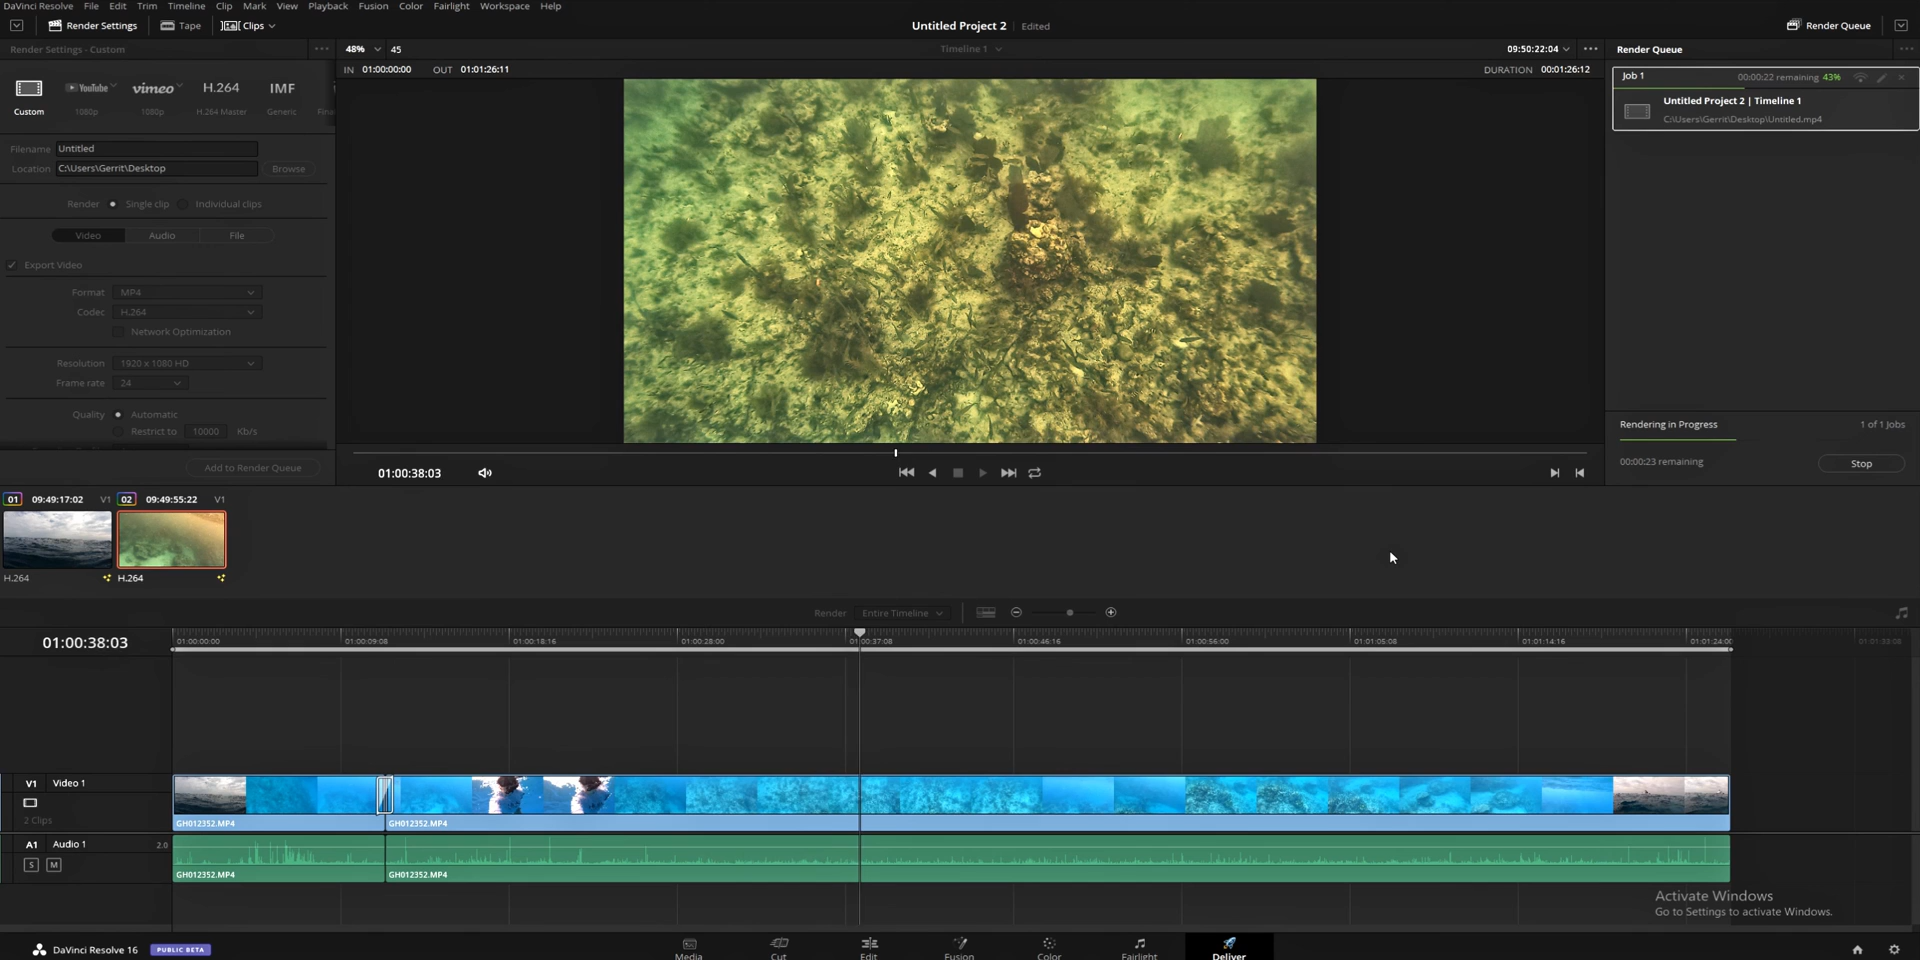 DaVinci Resolve File Edit Trim Timeline Clip Mark View Playback Fusion Color Fairlight Workspace Help
Render Settings Tape Clips Untitled Project 2 Edited Render Queue
Render Settings - Custom 48% 45 Timeline 1 09:50:22:04 Render Queue
IN 01:00:00:00 OUT 01:01:26:11 DURATION 00:01:26:12
Job 1 00:00:22 remaining 43%
Untitled Project 2 | Timeline 1
C:\Users\Gerrit\Desktop\Untitled.mp4
YouTube vimeo H.264 IMF
Custom 1080p 1080p H.264 Master Generic Fina
Filename Untitled
Location C:\Users\Gerrit\Desktop Browse
Render Single clip Individual clips
Video Audio File
Export Video
Format MP4
Codec H.264
Network Optimization
Resolution 1920 x 1080 HD
Frame rate 24
Quality Automatic
Restrict to 10000 Kb/s
Add to Render Queue
Rendering in Progress 1 of 1 Jobs
00:00:23 remaining Stop
01:00:38:03
01 09:49:17:02 V1 02 09:49:55:22 V1
H.264 H.264
Render Entire Timeline
01:00:38:03
01:00:00:00 01:00:09:08 01:00:18:16 01:00:28:00 01:00:37:08 01:00:46:16 01:00:56:00 01:01:05:08 01:01:14:16 01:01:24:00 01:01:33:08
V1 Video 1
2 Clips
GH012352.MP4 GH012352.MP4
A1 Audio 1 2.0
S M
GH012352.MP4 GH012352.MP4
Activate Windows
Go to Settings to activate Windows.
DaVinci Resolve 16 PUBLIC BETA
Media Cut Edit Fusion Color Fairlight Deliver